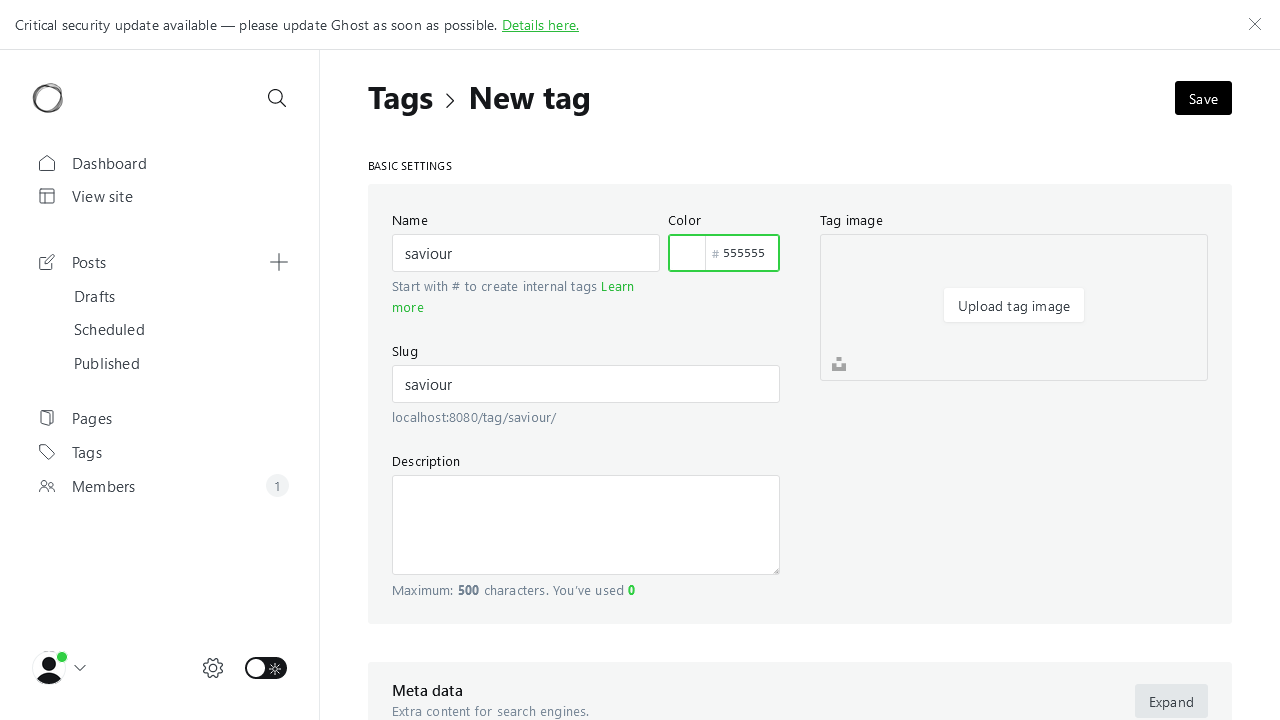 Critical security update available — please update Ghost as soon as possible. Details here.
Tags > New tag
Save
Dashboard
View site
Posts
Drafts
Scheduled
Published
Pages
Tags
Members
1
BASIC SETTINGS
Name
saviour
Start with # to create internal tags Learn
more
Color
# 555555
Slug
saviour
localhost:8080/tag/saviour/
Description
Maximum: 500 characters. You've used 0
Tag image
Upload tag image
Meta data
Extra content for search engines.
Expand